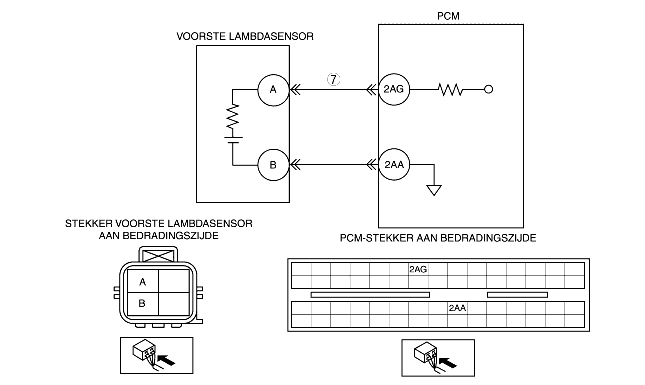 PCM
VOORSTE LAMBDASENSOR
A
7
2AG
B
2AA
STEKKER VOORSTE LAMBDASENSOR
AAN BEDRADINGSZIJDE
PCM-STEKKER AAN BEDRADINGSZIJDE
A
B
2AG
2AA